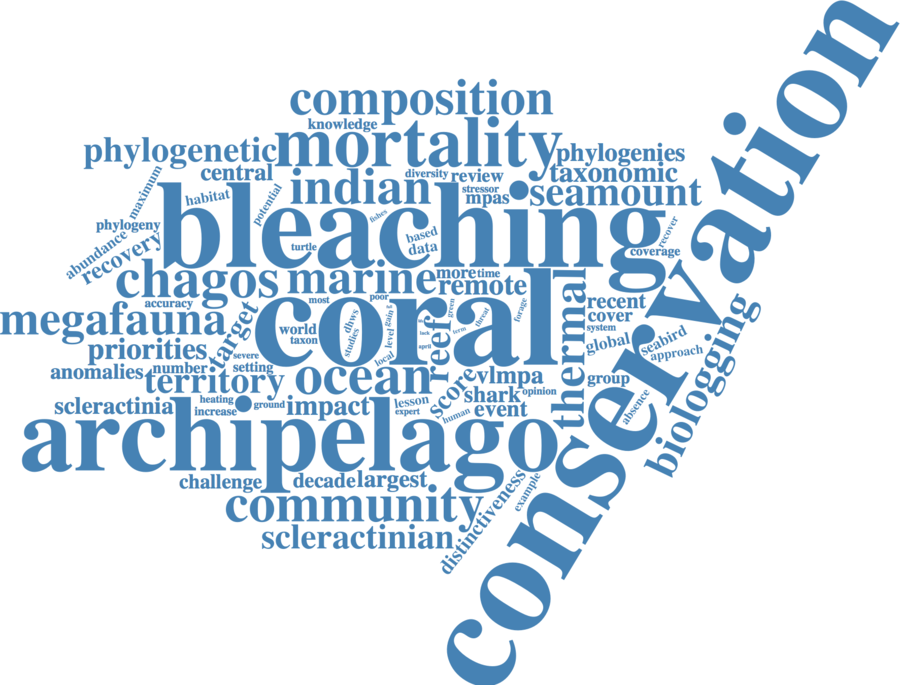 composition
knowledge
mortality
phylogenetic
phylogenies
central
diversity
review
taxonomic
maximum
indian
stressor
mpas
seamount
habitat
potential
fishes
conservation
bleaching
phylogeny
abundance
recovery
turtle
based
data
recover
coverage
chagos
marine
more
time
remote
accuracy
most
poor
megafauna
target
coral
world
taxon
dhws
studies
gain
level
local
lack
april
green
term
threat
forage
reef
thermal
recent
cover
system
global
seabird
approach
biologging
priorities
severe
setting
anomalies
number
territory
ocean
score
vlmpa
group
shark
opinion
scleractinia
heating
increase
ground
impact
lesson
expert
human
event
absence
archipelago
challenge
decade
largest
distinctiveness
example
community
scleractinian